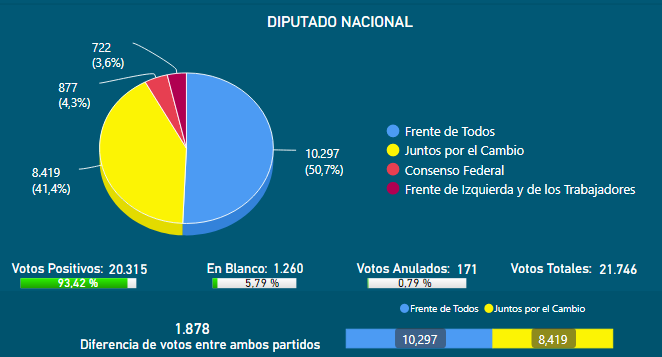 DIPUTADO NACIONAL
722
(3,6%)
877
(4,3%)
8.419
(41,4%)
10.297
(50,7%)
Frente de Todos
Juntos por el Cambio
Consenso Federal
Frente de Izquierda y de los Trabajadores
Votos Positivos: 20.315
93,42 %
En Blanco: 1.260
5,79 %
Votos Anulados: 171
0,79 %
Votos Totales: 21.746
1.878
Diferencia de votos entre ambos partidos
Frente de Todos Juntos por el Cambio
10,297 8,419